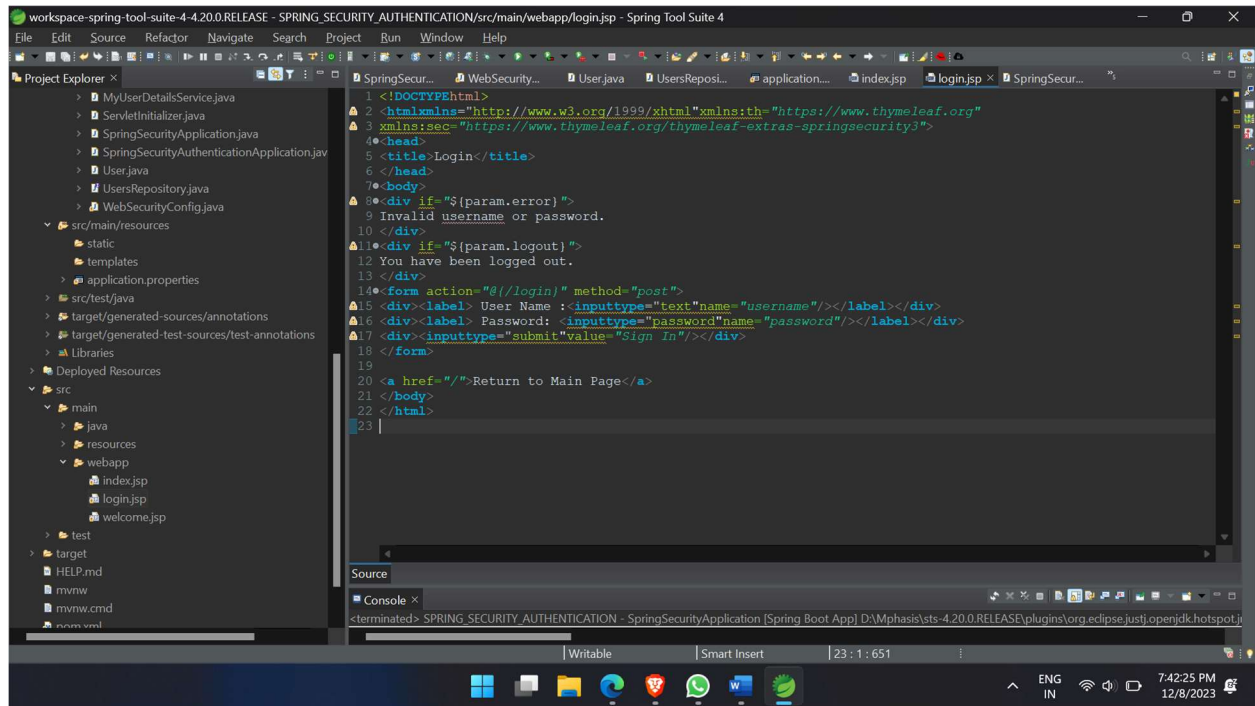 workspace-spring-tool-suite-4-4.20.0.RELEASE - SPRING_SECURITY_AUTHENTICATION/src/main/webapp/login.jsp - Spring Tool Suite 4
File Edit Source Refactor Navigate Search Project Run Window Help
Project Explorer ×
SpringSecur... WebSecurity... User.java UsersReposi... application.... index.jsp login.jsp × SpringSecur... »5
MyUserDetailsService.java
ServletInitializer.java
SpringSecurityApplication.java
SpringSecurityAuthenticationApplication.jav
User.java
UsersRepository.java
WebSecurityConfig.java
src/main/resources
static
templates
application.properties
src/test/java
target/generated-sources/annotations
target/generated-test-sources/test-annotations
Libraries
Deployed Resources
src
main
java
resources
webapp
index.jsp
login.jsp
welcome.jsp
test
target
HELP.md
mvnw
mvnw.cmd
pom.xml
1 <!DOCTYPEhtml>
2 <htmlxmlns="http://www.w3.org/1999/xhtml"xmlns:th="https://www.thymeleaf.org"
3 xmlns:sec="https://www.thymeleaf.org/thymeleaf-extras-springsecurity3">
4 <head>
5 <title>Login</title>
6 </head>
7 <body>
8 <div if="${param.error}">
9 Invalid username or password.
10 </div>
11 <div if="${param.logout}">
12 You have been logged out.
13 </div>
14 <form action="@{/login}" method="post">
15 <div><label> User Name :<inputtype="text"name="username"/></label></div>
16 <div><label> Password: <inputtype="password"name="password"/></label></div>
17 <div><inputtype="submit"value="Sign In"/></div>
18 </form>
19
20 <a href="/">Return to Main Page</a>
21 </body>
22 </html>
23
Source
Console ×
<terminated> SPRING_SECURITY_AUTHENTICATION - SpringSecurityApplication [Spring Boot App] D:\Mphasis\sts-4.20.0.RELEASE\plugins\org.eclipse.justj.openjdk.hotspot.j
Writable Smart Insert 23 : 1 : 651
ENG
IN
7:42:25 PM
12/8/2023